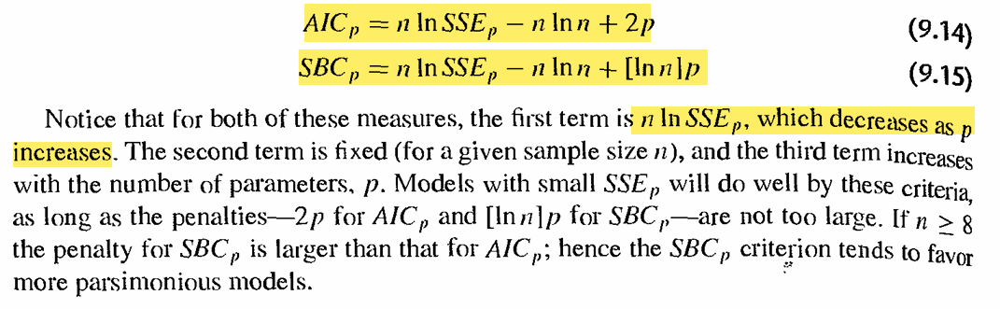 AIC_p = n ln SSE_p − n ln n + 2p (9.14)
SBC_p = n ln SSE_p − n ln n + [ln n]p (9.15)
Notice that for both of these measures, the first term is n ln SSE_p, which decreases as p
increases. The second term is fixed (for a given sample size n), and the third term increases
with the number of parameters, p. Models with small SSE_p will do well by these criteria,
as long as the penalties—2p for AIC_p and [ln n]p for SBC_p—are not too large. If n ≥ 8
the penalty for SBC_p is larger than that for AIC_p; hence the SBC_p criterion tends to favor
more parsimonious models.